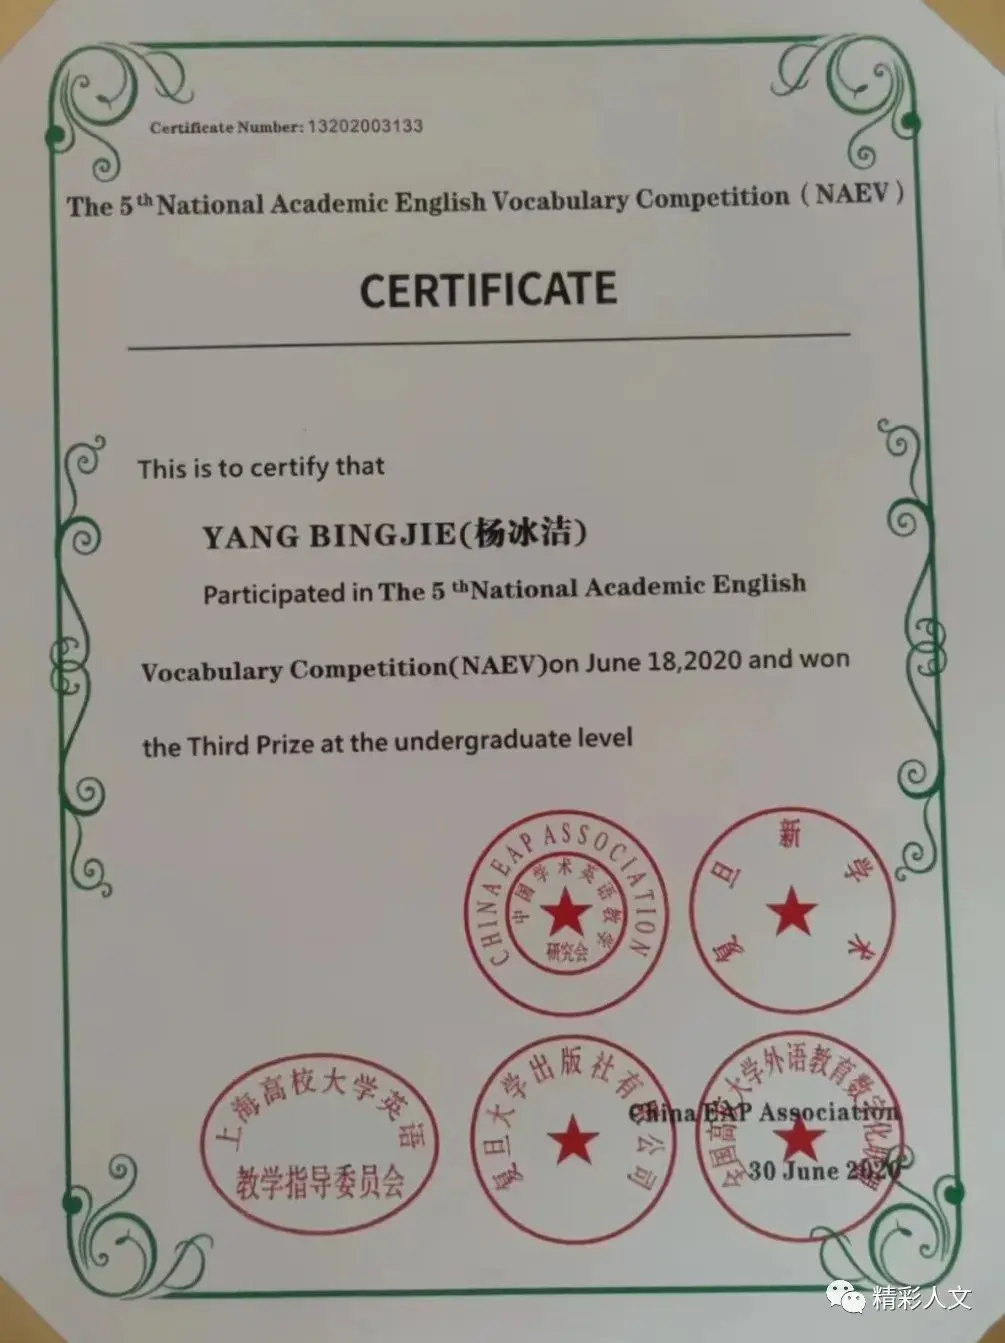 Certificate Number: 13202003133
The 5th National Academic English Vocabulary Competition（NAEV）
CERTIFICATE
This is to certify that
YANG BINGJIE(杨冰洁)
Participated in The 5 th National Academic English
Vocabulary Competition(NAEV)on June 18,2020 and won
the Third Prize at the undergraduate level
CHINA EAP ASSOCIATION
中国学术英语教学
研究会
复旦新学术
上海高校大学英语
教学指导委员会
复旦大学出版社有限公司
全国高校大学外语教育数字化联盟
China EAP Association
30 June 2020
精彩人文